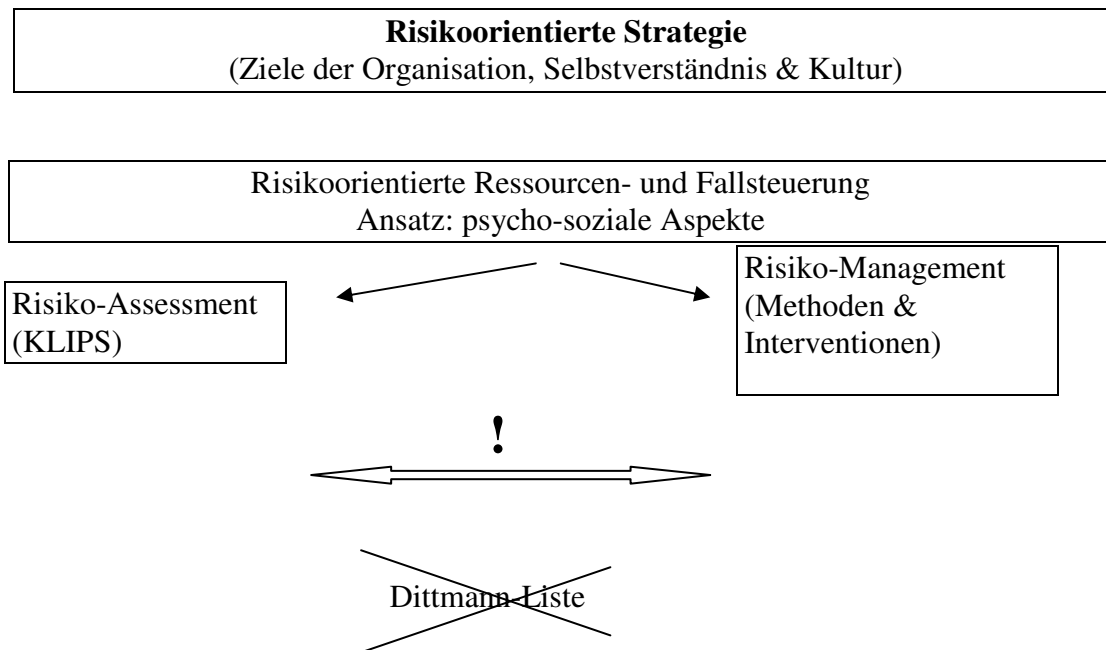 Risikoorientierte Strategie
(Ziele der Organisation, Selbstverständnis & Kultur)
Risikoorientierte Ressourcen- und Fallsteuerung
Ansatz: psycho-soziale Aspekte
Risiko-Assessment
(KLIPS)
Risiko-Management
(Methoden &
Interventionen)
!
Dittmann-Liste